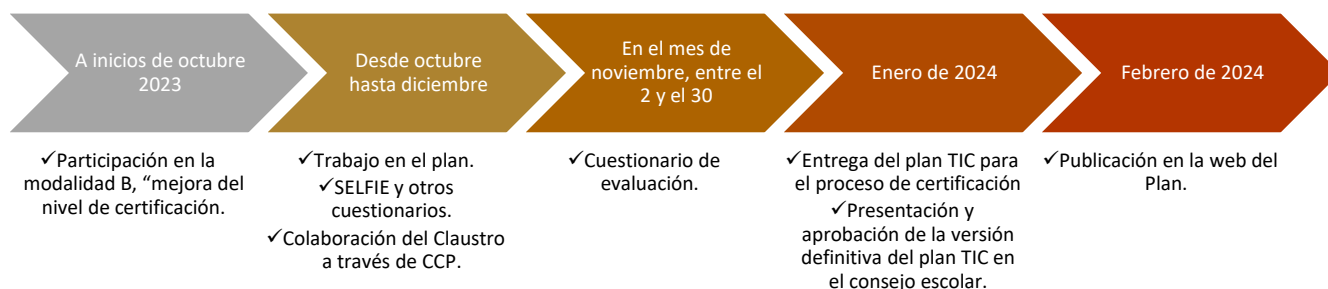 A inicios de octubre
2023
✓Participación en la
modalidad B, “mejora del
nivel de certificación.
Desde octubre
hasta diciembre
✓Trabajo en el plan.
✓SELFIE y otros
cuestionarios.
✓Colaboración del Claustro
a través de CCP.
En el mes de
noviembre, entre el
2 y el 30
✓Cuestionario de
evaluación.
Enero de 2024
✓Entrega del plan TIC para
el proceso de certificación
✓Presentación y
aprobación de la versión
definitiva del plan TIC en
el consejo escolar.
Febrero de 2024
✓Publicación en la web del
Plan.